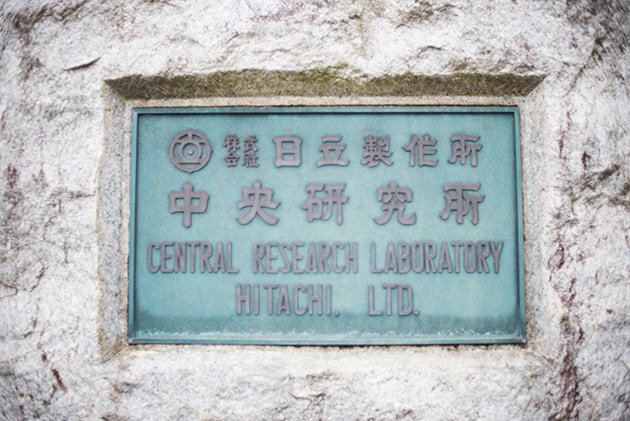 株式会社日立製作所
中央研究所
CENTRAL RESEARCH LABORATORY
HITACHI, LTD.